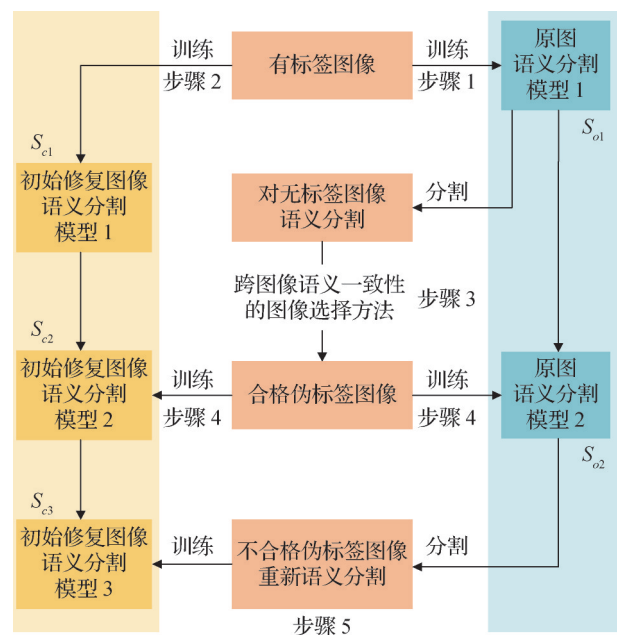 训练
步骤 2
有标签图像
训练
步骤 1
原图
语义分割
模型 1
S_{o1}
S_{c1}
初始修复图像
语义分割
模型 1
对无标签图像
语义分割
分割
跨图像语义一致性
的图像选择方法
步骤 3
S_{c2}
初始修复图像
语义分割
模型 2
训练
步骤 4
合格伪标签图像
训练
步骤 4
原图
语义分割
模型 2
S_{o2}
S_{c3}
初始修复图像
语义分割
模型 3
训练
不合格伪标签图像
重新语义分割
分割
步骤 5